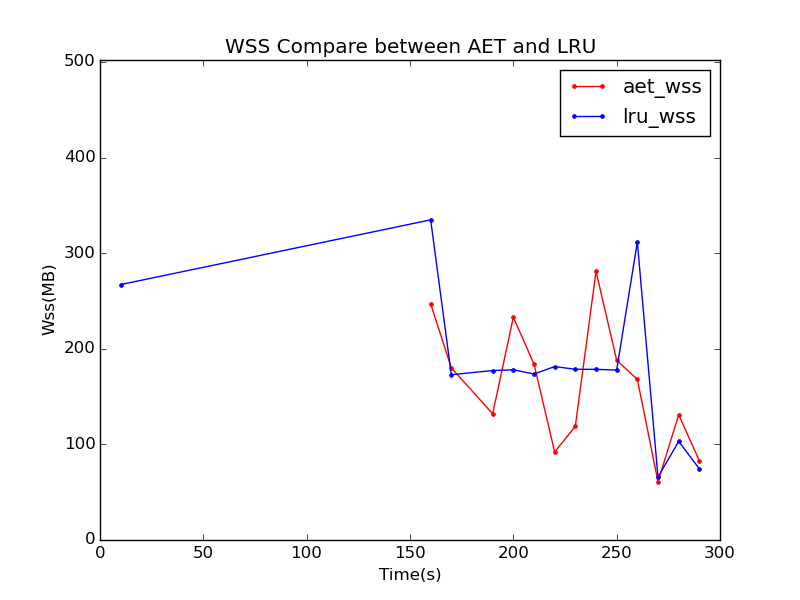 WSS Compare between AET and LRU
aet_wss
lru_wss
500
400
300
200
100
0
Wss(MB)
0 50 100 150 200 250 300
Time(s)